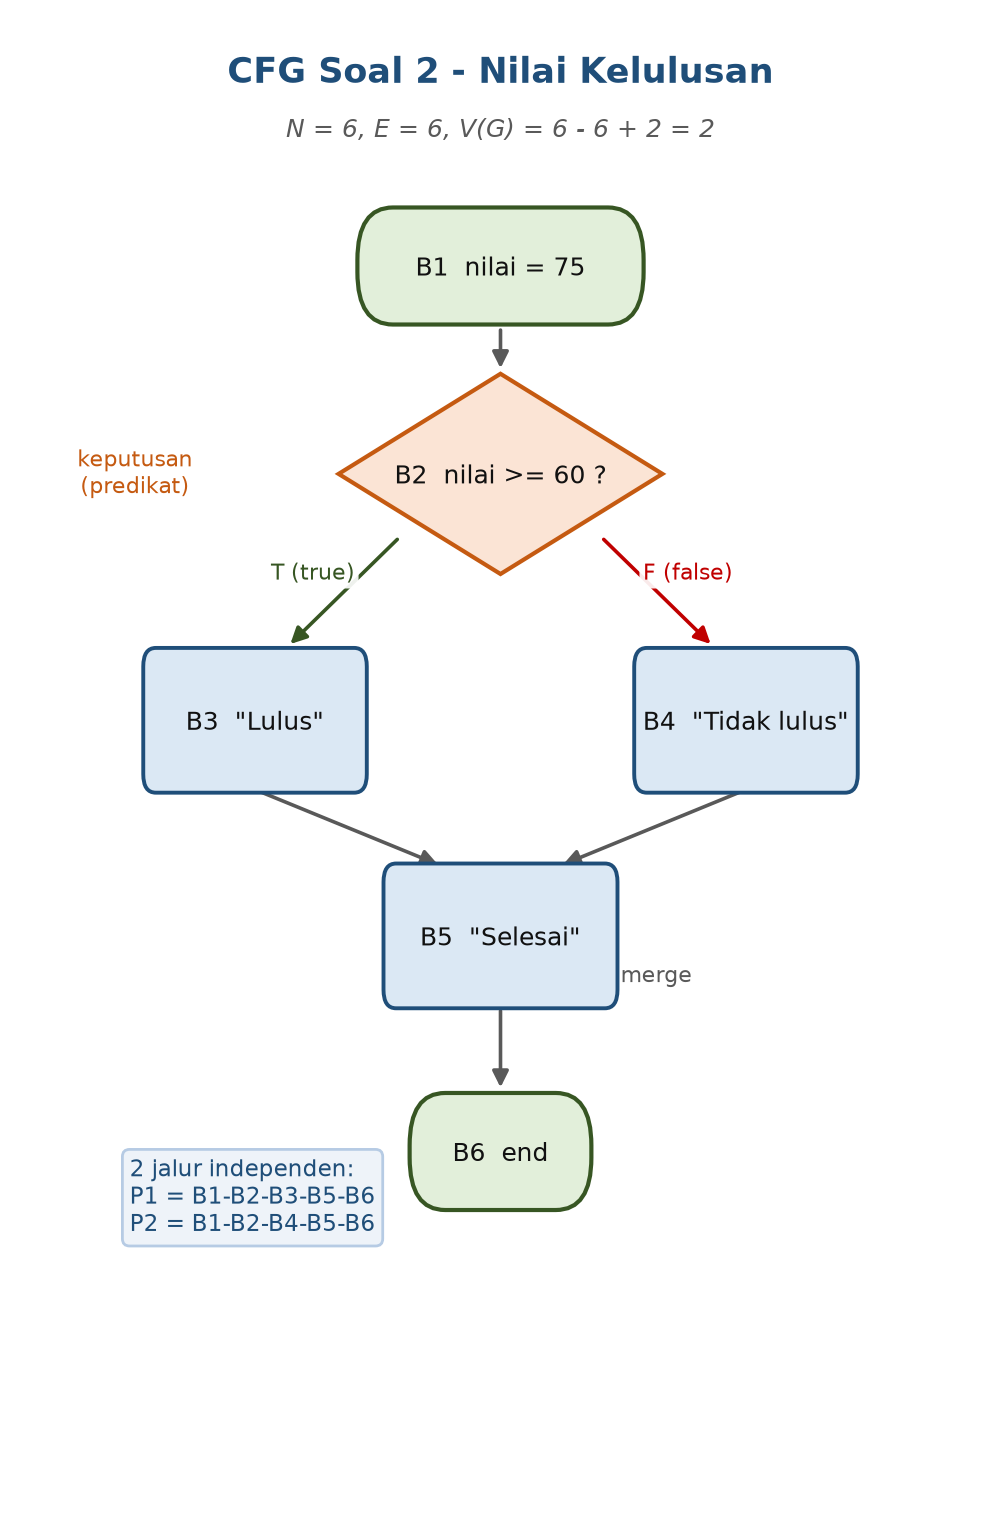 CFG Soal 2 - Nilai Kelulusan
N = 6, E = 6, V(G) = 6 - 6 + 2 = 2
B1  nilai = 75
keputusan
(predikat)
B2  nilai >= 60 ?
T (true)
F (false)
B3  "Lulus"
B4  "Tidak lulus"
B5  "Selesai"
merge
B6  end
2 jalur independen:
P1 = B1-B2-B3-B5-B6
P2 = B1-B2-B4-B5-B6